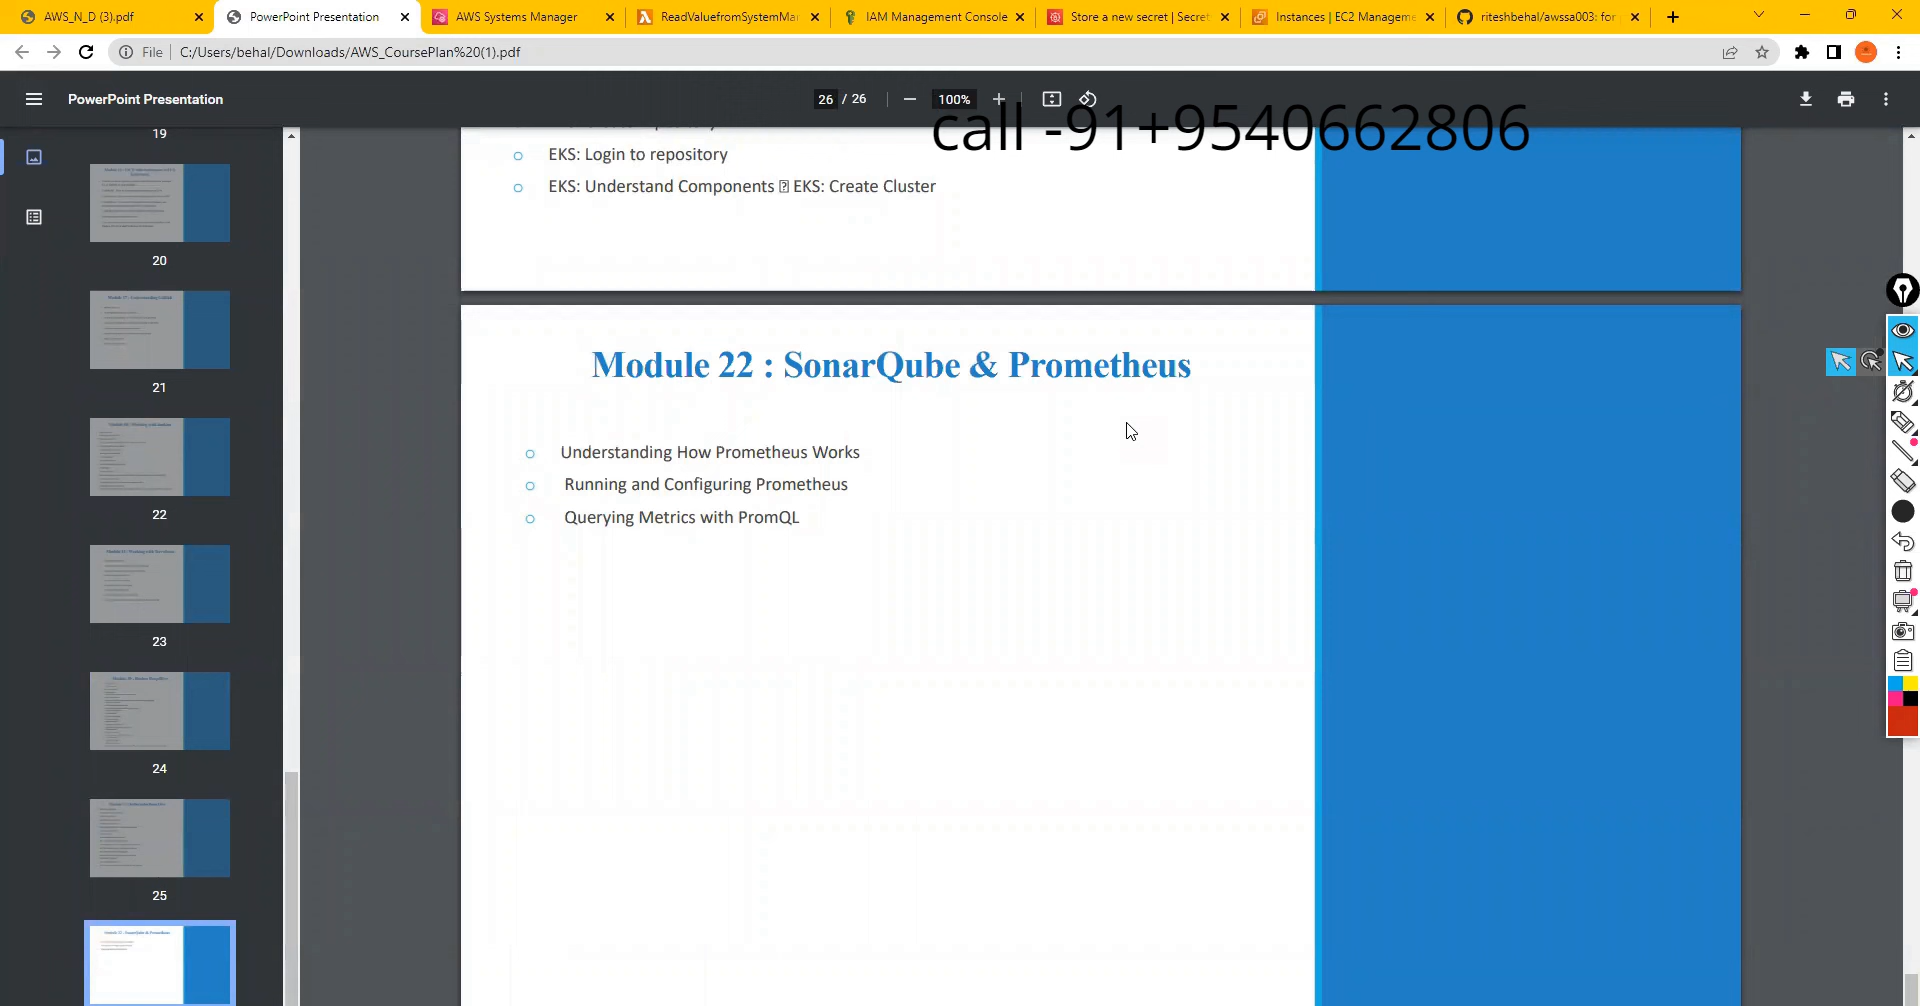 AWS_N_D (3).pdf
PowerPoint Presentation
AWS Systems Manager
ReadValuefromSystemMan
IAM Management Console
Store a new secret | Secret
Instances | EC2 Manageme
riteshbehal/awssa003: for
File
C:/Users/behal/Downloads/AWS_CoursePlan%20(1).pdf
PowerPoint Presentation
26 / 26
100%
call -91+9540662806
19
20
21
22
23
24
25
EKS: Login to repository
EKS: Understand Components EKS: Create Cluster
Module 22 : SonarQube & Prometheus
Understanding How Prometheus Works
Running and Configuring Prometheus
Querying Metrics with PromQL